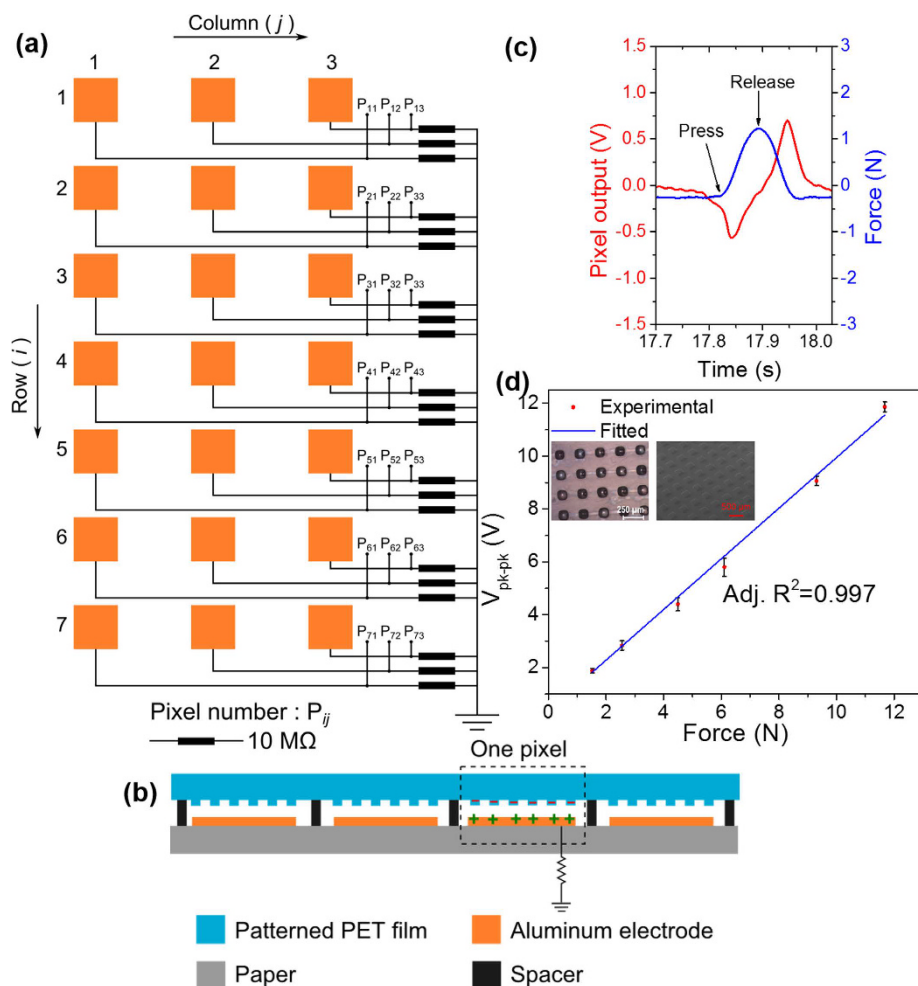 (a)
Column ( j )
1 2 3
1
P11 P12 P13
2
P21 P22 P33
3
P31 P32 P33
Row ( i )
4
P41 P42 P43
5
P51 P52 P53
6
P61 P62 P63
7
P71 P72 P73
Pixel number : Pij
10 MΩ
(c)
Pixel output (V)
1.5
1.0
0.5
0.0
-0.5
-1.0
-1.5
Press
Release
3
2
1
0
-1
-2
-3
Force (N)
17.7 17.8 17.9 18.0
Time (s)
(d)
Vpk-pk (V)
12
10
8
6
4
2
Experimental
Fitted
250 µm
Adj. R²=0.997
0 2 4 6 8 10 12
Force (N)
One pixel
(b)
Patterned PET film
Aluminum electrode
Paper
Spacer